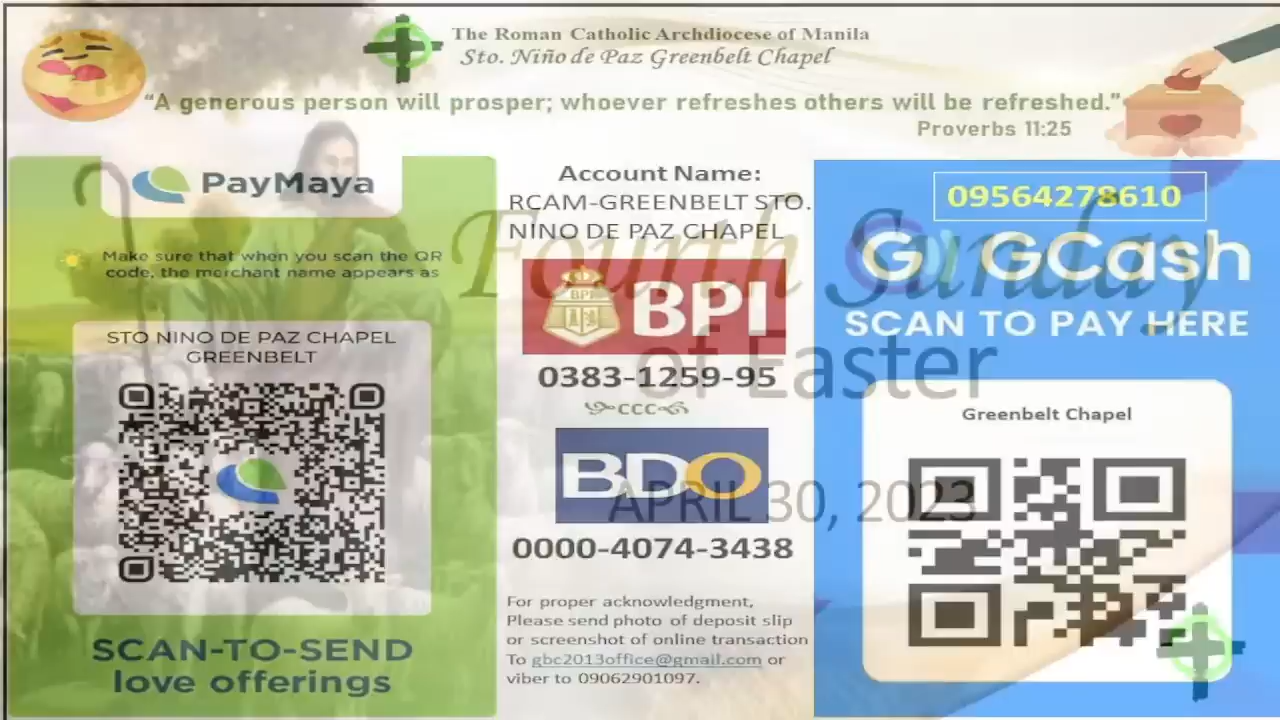 The Roman Catholic Archdiocese of Manila
Sto. Niño de Paz Greenbelt Chapel
“A generous person will prosper; whoever refreshes others will be refreshed.”
Proverbs 11:25
PayMaya
Make sure that when you scan the QR
code, the merchant name appears as
STO NINO DE PAZ CHAPEL
GREENBELT
SCAN-TO-SEND
love offerings
Account Name:
RCAM-GREENBELT STO.
NINO DE PAZ CHAPEL
BPI
BPI
0383-1259-95
BDO
0000-4074-3438
For proper acknowledgment,
Please send photo of deposit slip
or screenshot of online transaction
To gbc2013office@gmail.com or
viber to 09062901097.
09564278610
G GCash
SCAN TO PAY HERE
Greenbelt Chapel
Fourth Sunday
of Easter
APRIL 30, 2023